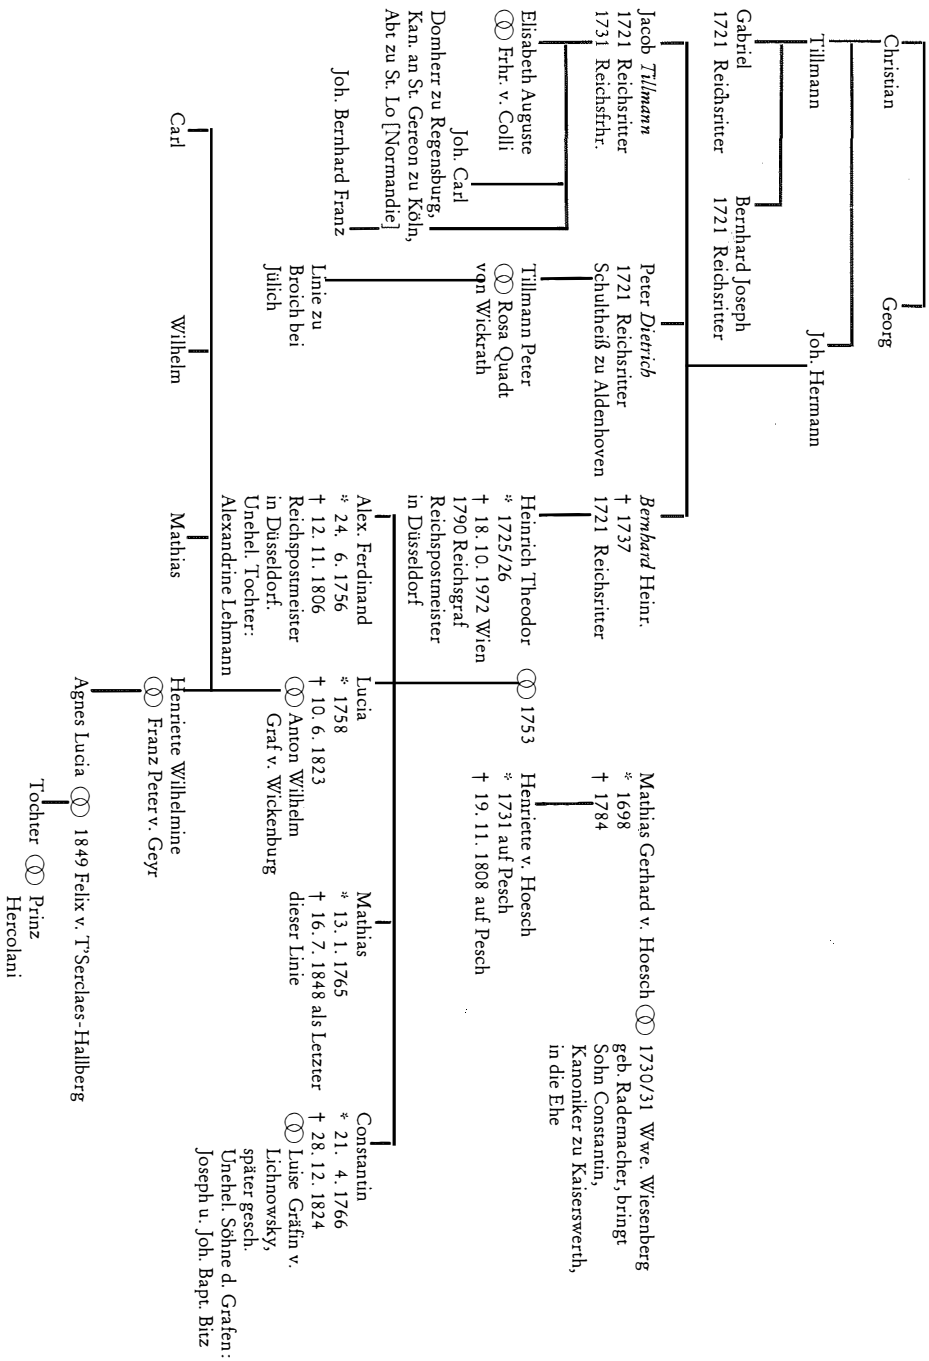 Christian
Georg
Tillmann
Joh. Hermann
Gabriel
1721 Reichsritter
Bernhard Joseph
1721 Reichsritter
Jacob Tillmann
1721 Reichsritter
1731 Reichsfrhr.
Peter Dietrich
1721 Reichsritter
Schultheiß zu Aldenhoven
Bernhard Heinr.
† 1737
1721 Reichsritter
Mathias Gerhard v. Hoesch ⚭ 1730/31 Wwe. Wiesenberg
* 1698
† 1784
geb. Rademacher, bringt
Sohn Constantin,
Kanoniker zu Kaiserswerth,
in die Ehe
Elisabeth Auguste
⚭ Frhr. v. Colli
Joh. Carl
Domherr zu Regensburg,
Kan. an St. Gereon zu Köln,
Abt zu St. Lo [Normandie]
Joh. Bernhard Franz
Tillmann Peter
⚭ Rosa Quadt
von Wickrath
Linie zu
Broich bei
Jülich
Heinrich Theodor ⚭ 1753
* 1725/26
† 18. 10. 1972 Wien
1790 Reichsgraf
Reichspostmeister
in Düsseldorf
Henriette v. Hoesch
* 1731 auf Pesch
† 19. 11. 1808 auf Pesch
Alex. Ferdinand
* 24. 6. 1756
† 12. 11. 1806
Reichspostmeister
in Düsseldorf.
Unehel. Tochter:
Alexandrine Lehmann
Lucia
* 1758
† 10. 6. 1823
⚭ Anton Wilhelm
Graf v. Wickenburg
Mathias
* 13. 1. 1765
† 16. 7. 1848 als Letzter
dieser Linie
Constantin
* 21. 4. 1766
† 28. 12. 1824
⚭ Luise Gräfin v.
Lichnowsky,
später gesch.
Unehel. Söhne d. Grafen:
Joseph u. Joh. Bapt. Bitz
Carl
Wilhelm
Mathias
Henriette Wilhelmine
⚭ Franz Peter v. Geyr
Agnes Lucia ⚭ 1849 Felix v. T'Serclaes-Hallberg
Tochter ⚭ Prinz
Hercolani